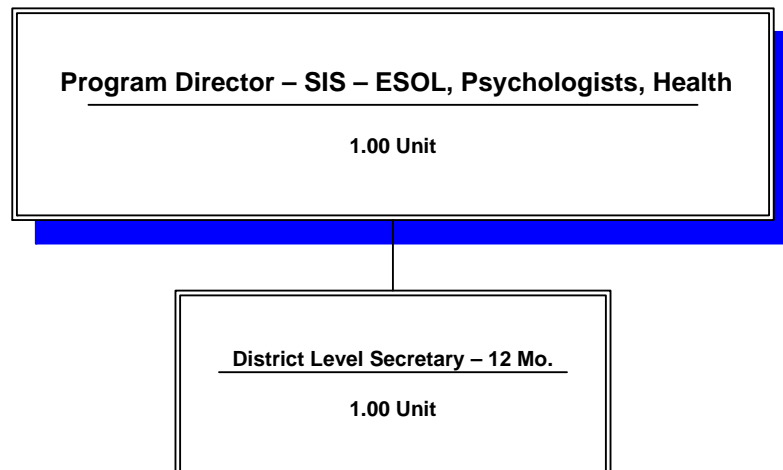 Program Director – SIS – ESOL, Psychologists, Health
1.00 Unit
District Level Secretary – 12 Mo.
1.00 Unit